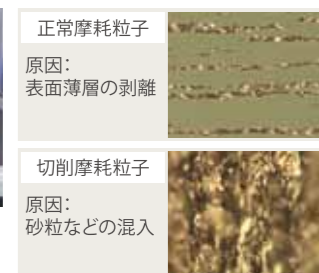 正常摩耗粒子
原因：
表面薄層の剥離
切削摩耗粒子
原因：
砂粒などの混入